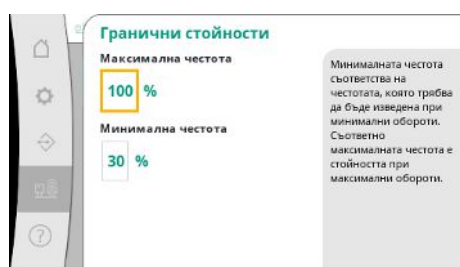 Гранични стойности
Максимална честота
100 %
Минимална честота
30 %
Минималната честота
съответства на
честотата, която трябва
да бъде изведена при
минимални обороти.
Съответно
максималната честота е
стойността при
максимални обороти.